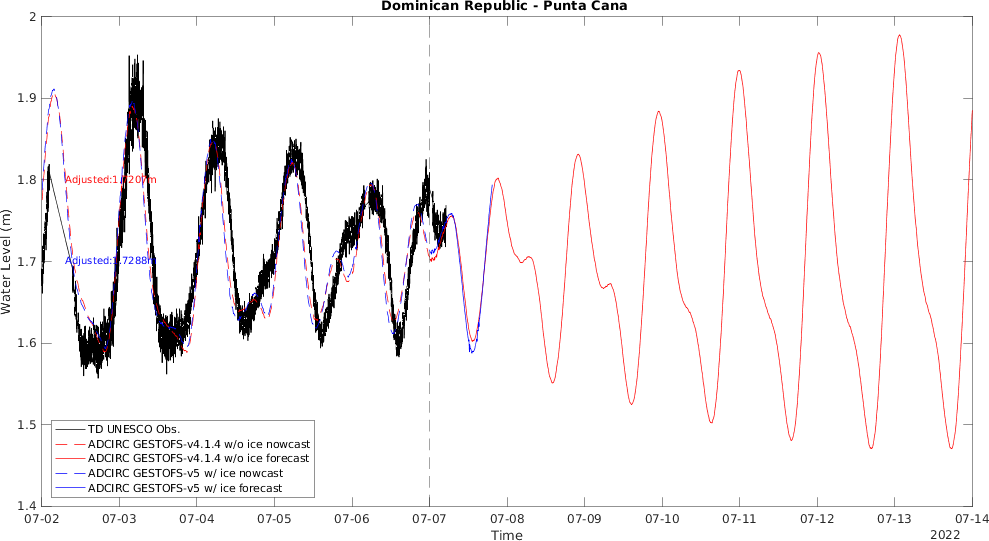 Dominican Republic - Punta Cana
Water Level (m)
2
1.9
1.8
1.7
1.6
1.5
1.4
TD UNESCO Obs.
ADCIRC GESTOFS-v4.1.4 w/o ice nowcast
ADCIRC GESTOFS-v4.1.4 w/o ice forecast
ADCIRC GESTOFS-v5 w/ ice nowcast
ADCIRC GESTOFS-v5 w/ ice forecast
07-02 07-03 07-04 07-05 07-06 07-07 07-08 07-09 07-10 07-11 07-12 07-13 07-14
Time
2022